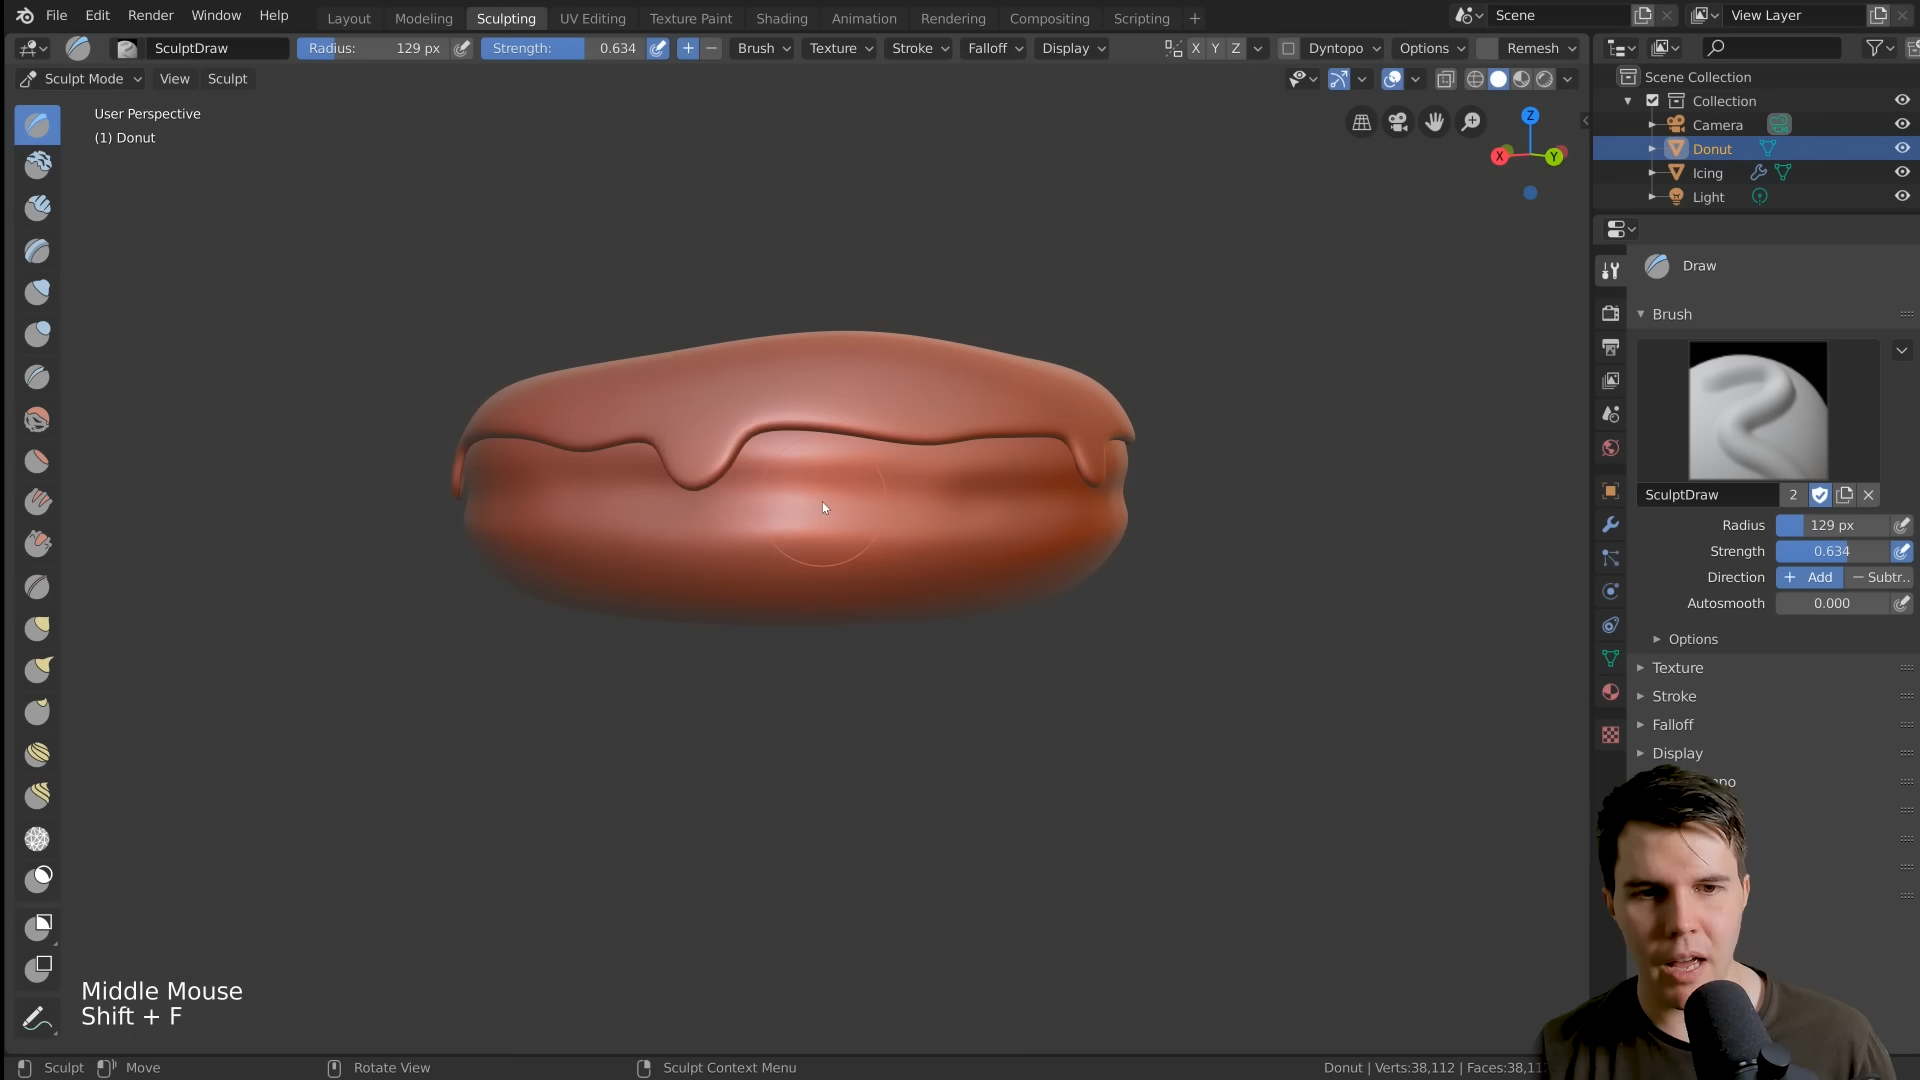 File Edit Render Window Help Layout Modeling Sculpting UV Editing Texture Paint Shading Animation Rendering Compositing Scripting + Scene View Layer
SculptDraw Radius: 129 px Strength: 0.634 Brush Texture Stroke Falloff Display X Y Z Dyntopo Options Remesh
Sculpt Mode View Sculpt
User Perspective
(1) Donut
Z
X
Y
Scene Collection
Collection
Camera
Donut
Icing
Light
Draw
Brush
SculptDraw 2
Radius 129 px
Strength 0.634
Direction + Add − Subtr..
Autosmooth 0.000
Options
Texture
Stroke
Falloff
Display
Middle Mouse
Shift + F
Sculpt Move Rotate View Sculpt Context Menu Donut | Verts:38,112 | Faces:38,11